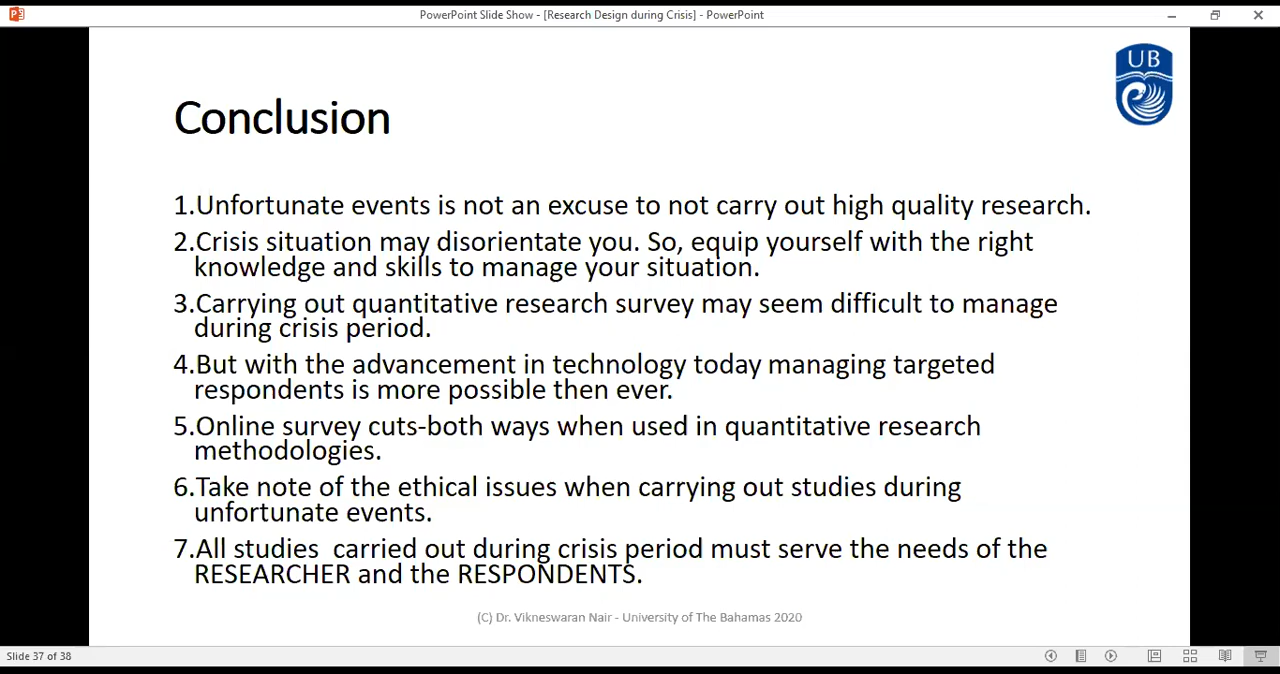 PowerPoint Slide Show - [Research Design during Crisis] - PowerPoint
UB
Conclusion
1.Unfortunate events is not an excuse to not carry out high quality research.
2.Crisis situation may disorientate you. So, equip yourself with the right
knowledge and skills to manage your situation.
3.Carrying out quantitative research survey may seem difficult to manage
during crisis period.
4.But with the advancement in technology today managing targeted
respondents is more possible then ever.
5.Online survey cuts-both ways when used in quantitative research
methodologies.
6.Take note of the ethical issues when carrying out studies during
unfortunate events.
7.All studies  carried out during crisis period must serve the needs of the
RESEARCHER and the RESPONDENTS.
(C) Dr. Vikneswaran Nair - University of The Bahamas 2020
Slide 37 of 38